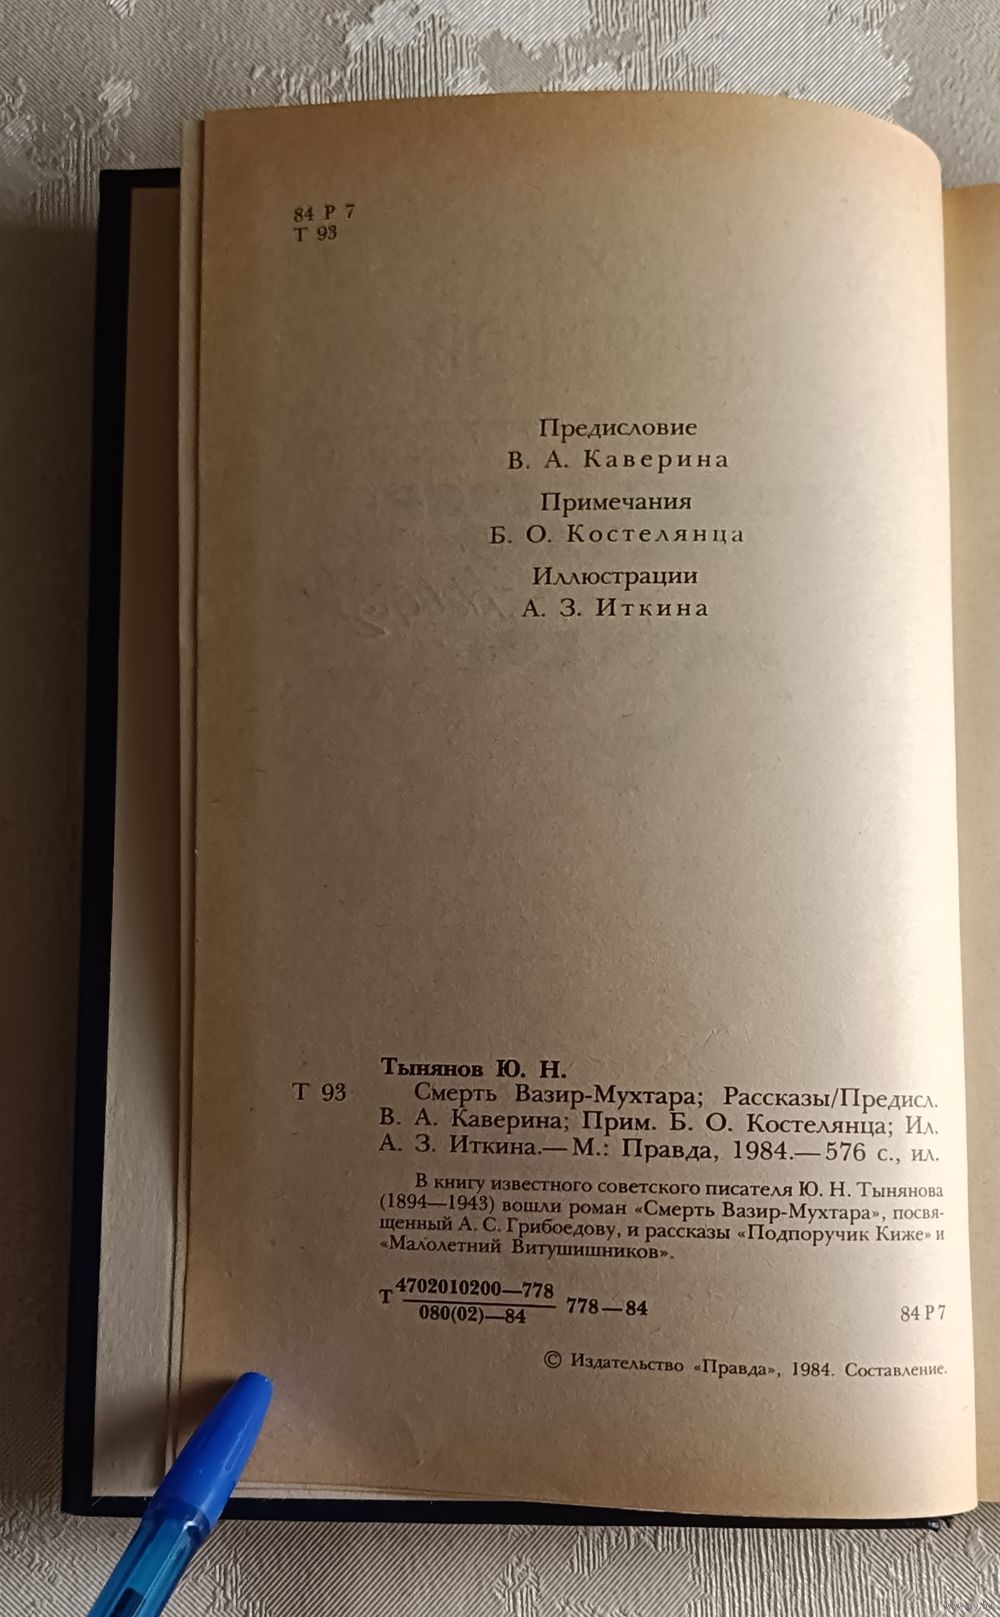 84 Р 7
Т 93
Предисловие
В. А. Каверина
Примечания
Б. О. Костелянца
Иллюстрации
А. З. Иткина
Тынянов Ю. Н.
Т 93 Смерть Вазир-Мухтара; Рассказы/Предисл.
В. А. Каверина; Прим. Б. О. Костелянца; Ил.
А. З. Иткина.— М.: Правда, 1984.— 576 с., ил.
В книгу известного советского писателя Ю. Н. Тынянова
(1894—1943) вошли роман «Смерть Вазир-Мухтара», посвя-
щенный А. С. Грибоедову, и рассказы «Подпоручик Киже» и
«Малолетний Витушишников».
Т 4702010200—778
080(02)—84 778—84
84 Р 7
© Издательство «Правда», 1984. Составление.